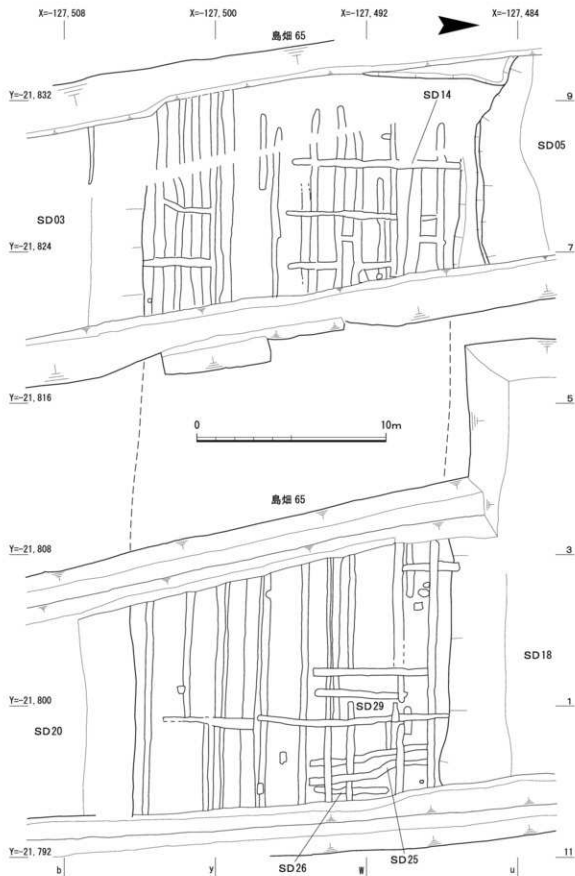 X=-127,508 X=-127,500 X=-127,492 X=-127,484
島畑 65
Y=-21,832 9
SD14
SD05
SD03
Y=-21,824 7
Y=-21,816 5
0 10m
島畑 65
Y=-21,808 3
SD18
Y=-21,800 1
SD29
SD20
SD25
SD26
Y=-21,792 11
b y w u